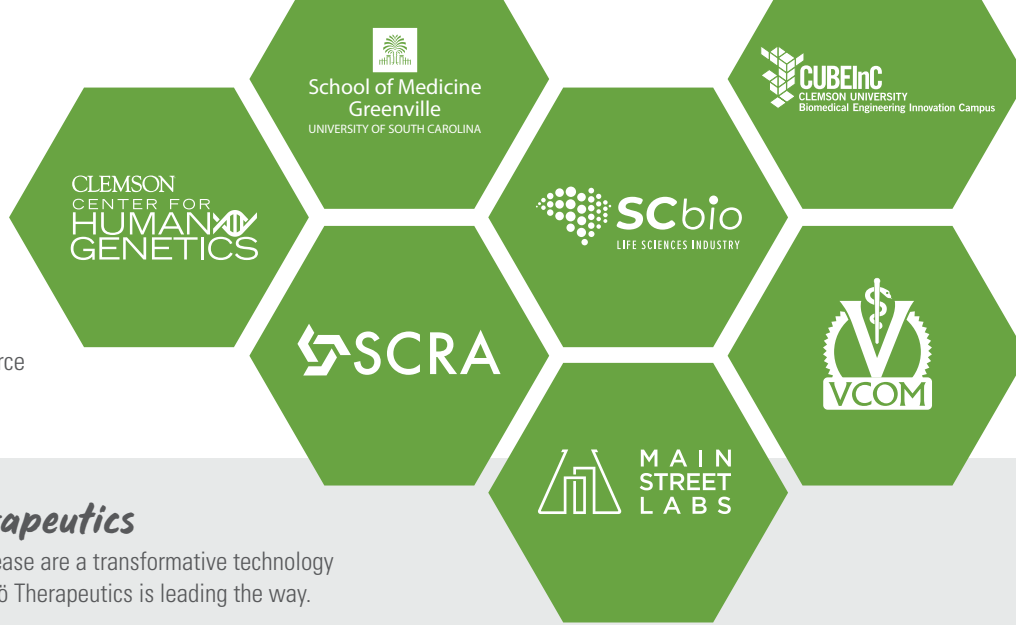 School of Medicine
Greenville
UNIVERSITY OF SOUTH CAROLINA
CUBEInC
CLEMSON UNIVERSITY
Biomedical Engineering Innovation Campus
CLEMSON
CENTER FOR
HUMAN
GENETICS
SCbio
LIFE SCIENCES INDUSTRY
SCRA
V
VCOM
MAIN
STREET
LABS
ease are a transformative technology
ö Therapeutics is leading the way.